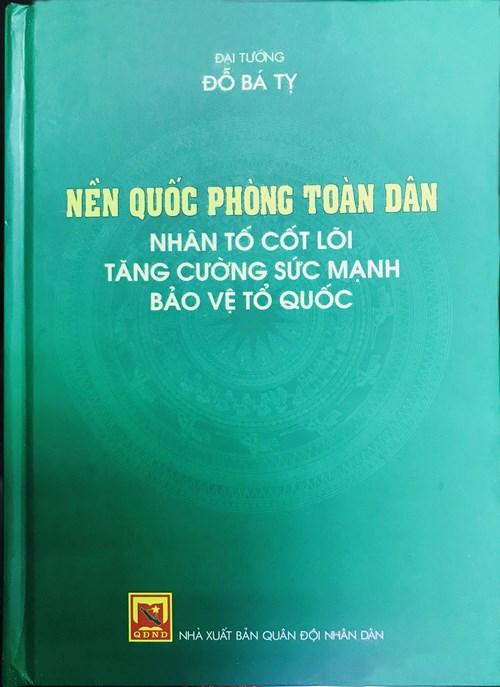 ĐẠI TƯỚNG
ĐỖ BÁ TỴ
NỀN QUỐC PHÒNG TOÀN DÂN
NHÂN TỐ CỐT LÕI
TĂNG CƯỜNG SỨC MẠNH
BẢO VỆ TỔ QUỐC
QĐND
NHÀ XUẤT BẢN QUÂN ĐỘI NHÂN DÂN